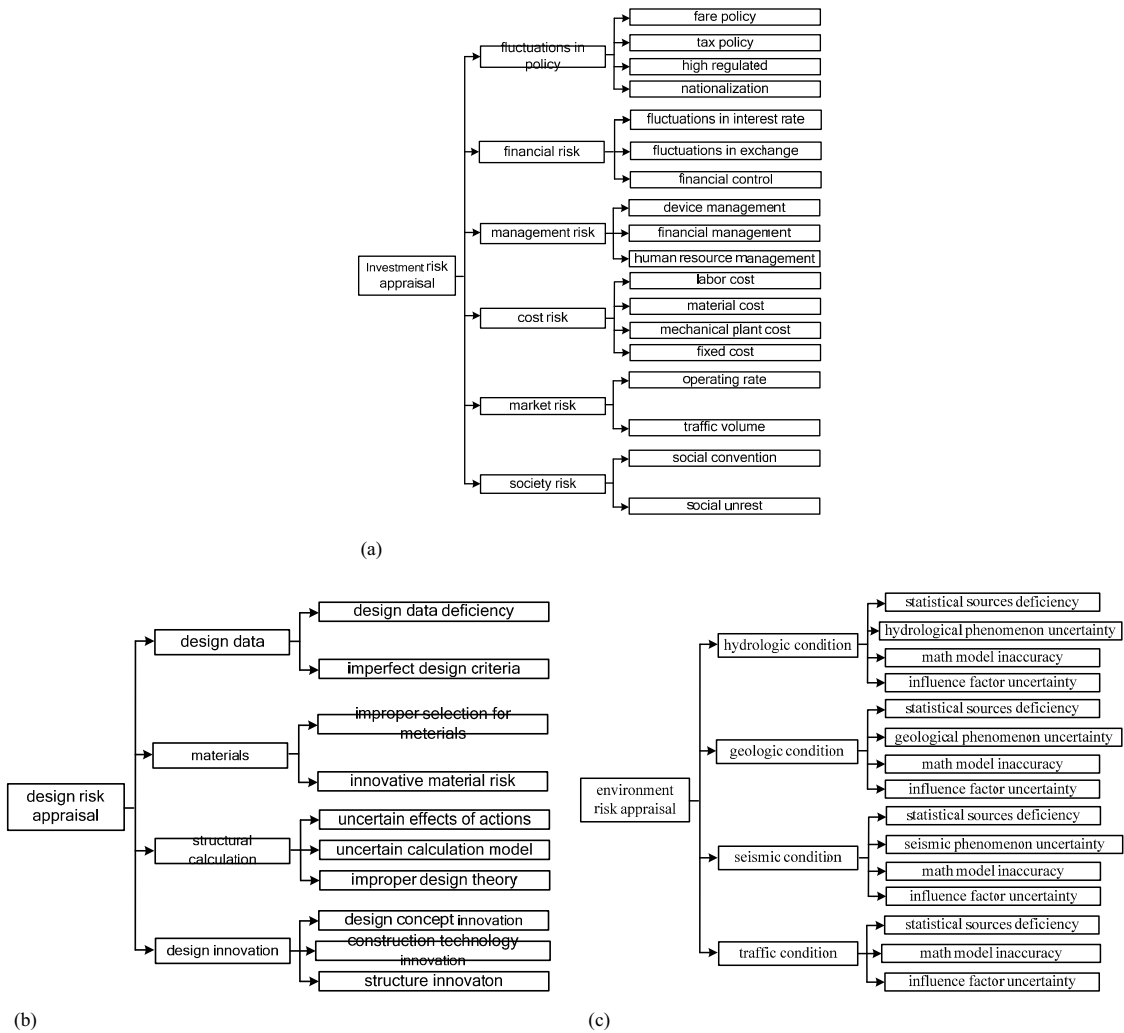 fare policy
tax policy
high regulated
nationalization
fluctuations in
policy
fluctuations in interest rate
fluctuations in exchange
financial control
financial risk
device management
financial management
human resource management
management risk
Investment risk
appraisal
labor cost
material cost
mechanical plant cost
fixed cost
cost risk
operating rate
traffic volume
market risk
social convention
social unrest
society risk
(a)
design data deficiency
imperfect design criteria
design data
improper selection for
meterials
innovative material risk
materials
design risk
appraisal
uncertain effects of actions
uncertain calculation model
improper design theory
structural
calculation
design concept innovation
construction technology
innovation
structure innovaton
design innovation
(b)
statistical sources deficiency
hydrological phenomenon uncertainty
math model inaccuracy
influence factor uncertainty
hydrologic condition
statistical sources deficiency
geological phenomenon uncertainty
math model inaccuracy
influence factor uncertainty
geologic condition
environment
risk appraisal
statistical sources deficiency
seismic phenomenon uncertainty
math model inaccuracy
influence factor uncertainty
seismic condition
statistical sources deficiency
math model inaccuracy
influence factor uncertainty
traffic condition
(c)